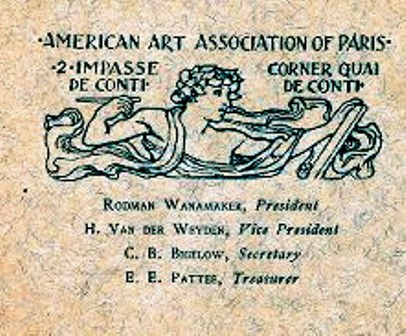 ·AMERICAN ART ASSOCIATION OF PARIS·
·2·IMPASSE DE CONTI·
CORNER QUAI DE CONTI·
RODMAN WANAMAKER, President
H. VAN DER WEYDEN, Vice President
C. B. BIGELOW, Secretary
E. E. PATTEE, Treasurer